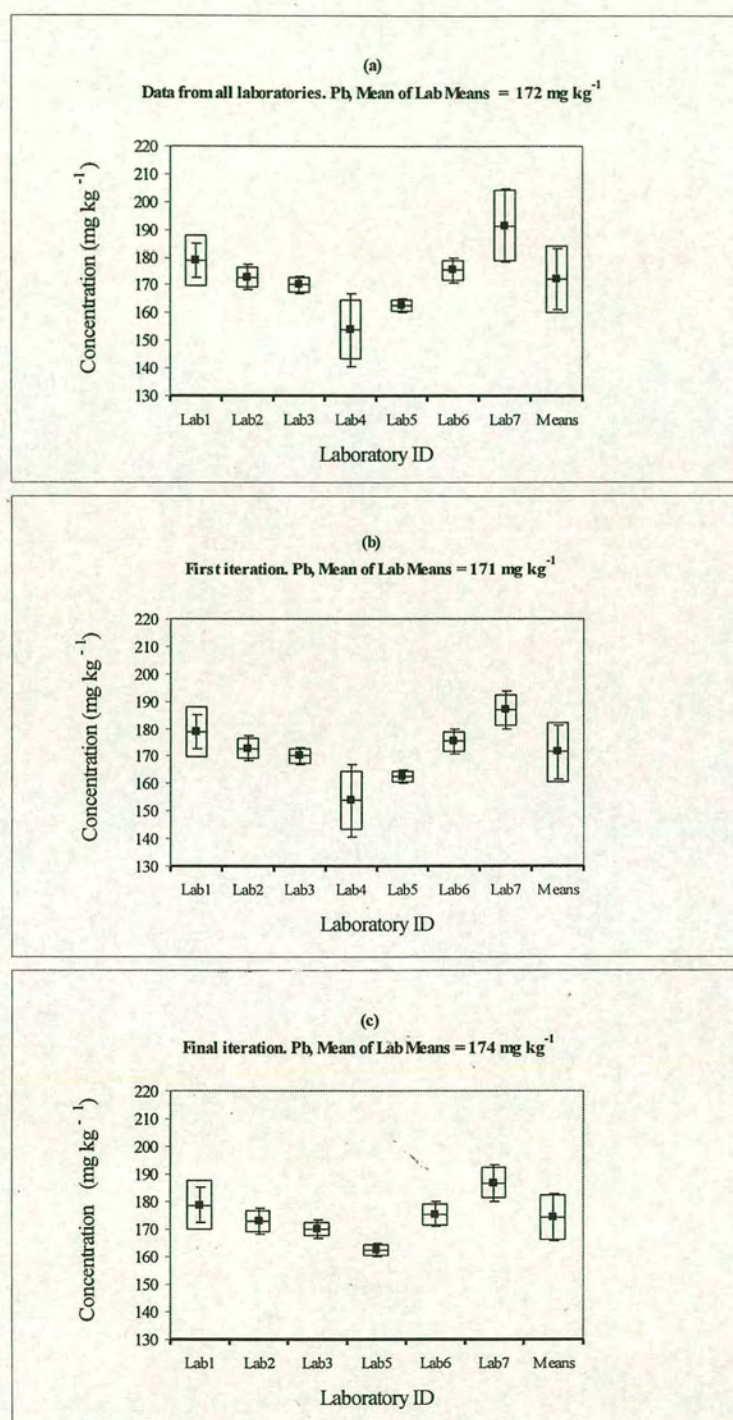 (a)
Data from all laboratories. Pb, Mean of Lab Means = 172 mg kg⁻¹
Concentration (mg kg⁻¹)
220
210
200
190
180
170
160
150
140
130
Lab1 Lab2 Lab3 Lab4 Lab5 Lab6 Lab7 Means
Laboratory ID
(b)
First iteration. Pb, Mean of Lab Means = 171 mg kg⁻¹
Concentration (mg kg⁻¹)
220
210
200
190
180
170
160
150
140
130
Lab1 Lab2 Lab3 Lab4 Lab5 Lab6 Lab7 Means
Laboratory ID
(c)
Final iteration. Pb, Mean of Lab Means = 174 mg kg⁻¹
Concentration (mg kg⁻¹)
220
210
200
190
180
170
160
150
140
130
Lab1 Lab2 Lab3 Lab5 Lab6 Lab7 Means
Laboratory ID